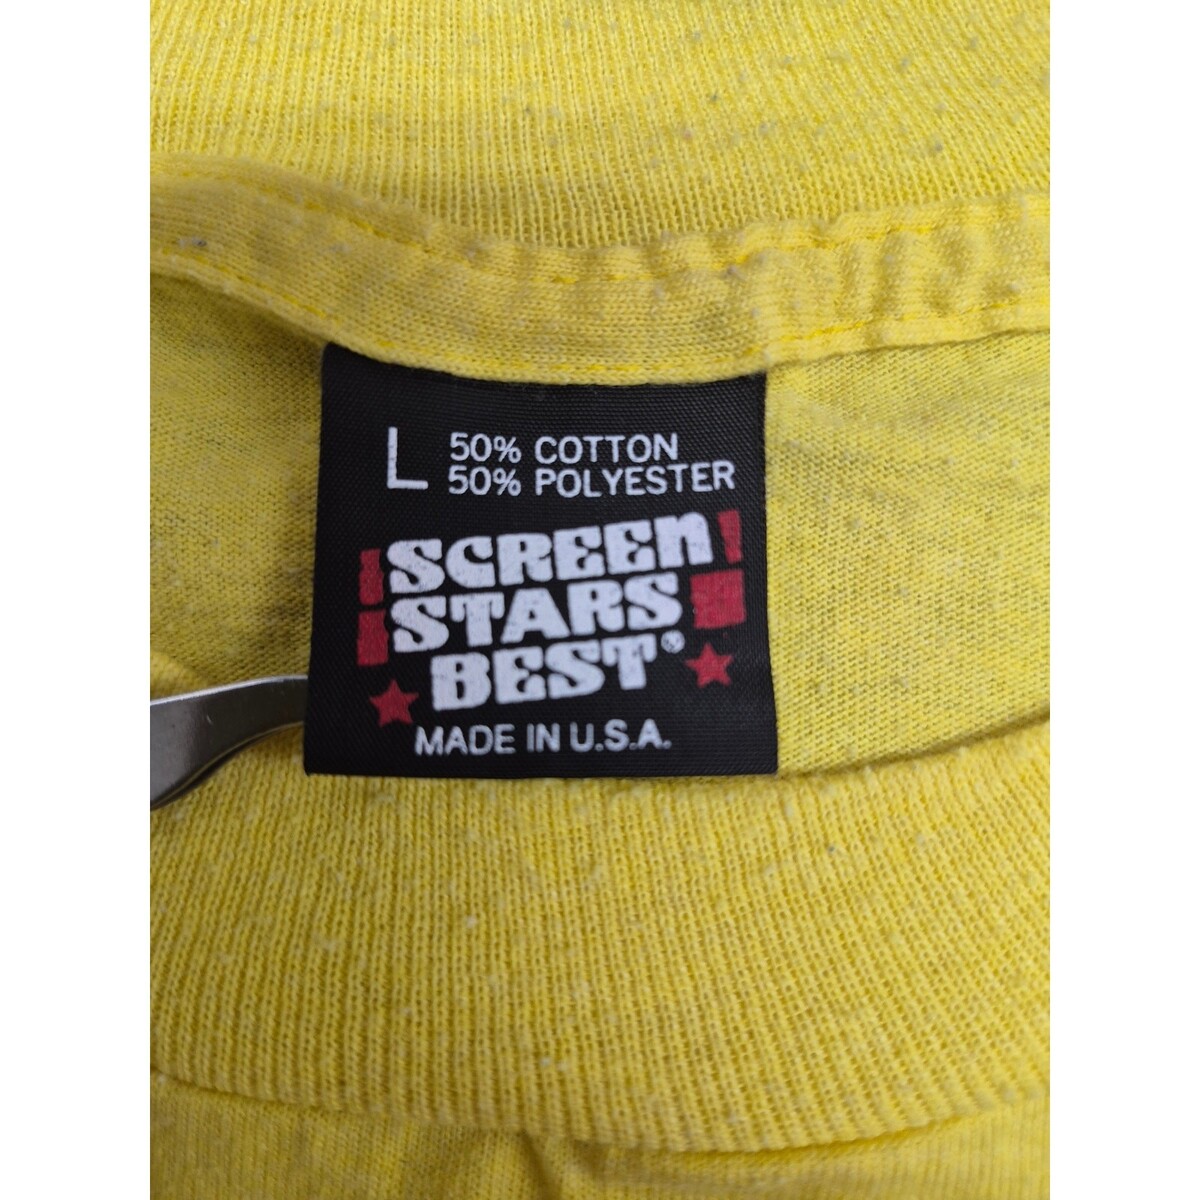 L 50% COTTON
50% POLYESTER
SCREEN
STARS
BEST®
MADE IN U.S.A.